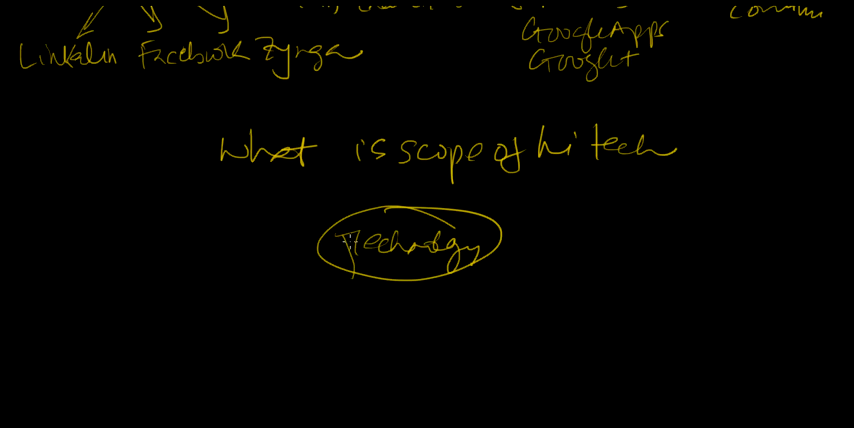 GoogleApps
Linkedin Facebook Zynga
Google+
What is scope of hi tech
Technology